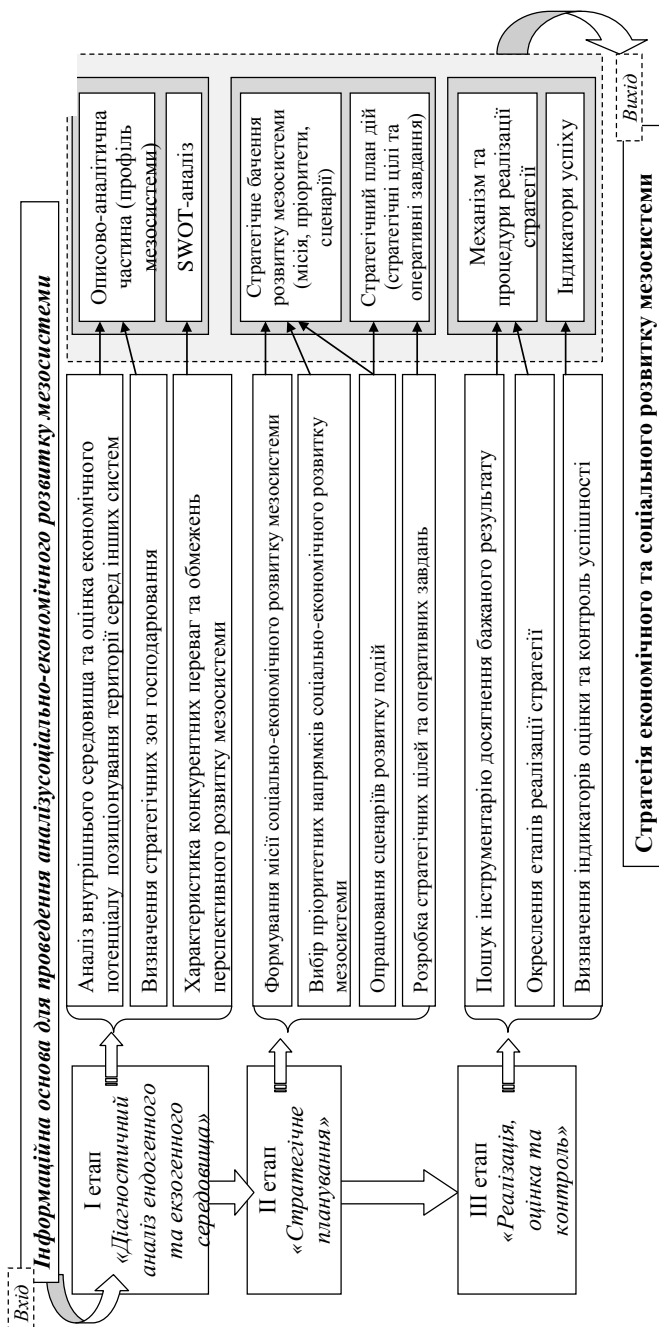 Вхід
Інформаційна основа для проведення аналізусоціально-економічного розвитку мезосистеми
I етап
«Діагностичний
аналіз ендогенного
та екзогенного
середовища»
Аналіз внутрішнього середовища та оцінка економічного
потенціалу позиціонування території серед інших систем
Визначення стратегічних зон господарювання
Характеристика конкурентних переваг та обмежень
перспективного розвитку мезосистеми
Описово-аналітична
частина (профіль
мезосистеми)
SWOT-аналіз
II етап
«Стратегічне
планування»
Формування місії соціально-економічного розвитку мезосистеми
Вибір пріоритетних напрямків соціально-економічного розвитку
мезосистеми
Опрацювання сценаріїв розвитку подій
Розробка стратегічних цілей та оперативних завдань
Стратегічне бачення
розвитку мезосистеми
(місія, пріоритети,
сценарії)
Стратегічний план дій
(стратегічні цілі та
оперативні завдання)
III етап
«Реалізація,
оцінка та
контроль»
Пошук інструментарію досягнення бажаного результату
Окреслення етапів реалізації стратегії
Визначення індикаторів оцінки та контроль успішності
Механізм та
процедури реалізації
стратегії
Індикатори успіху
Вихід
Стратегія економічного та соціального розвитку мезосистеми